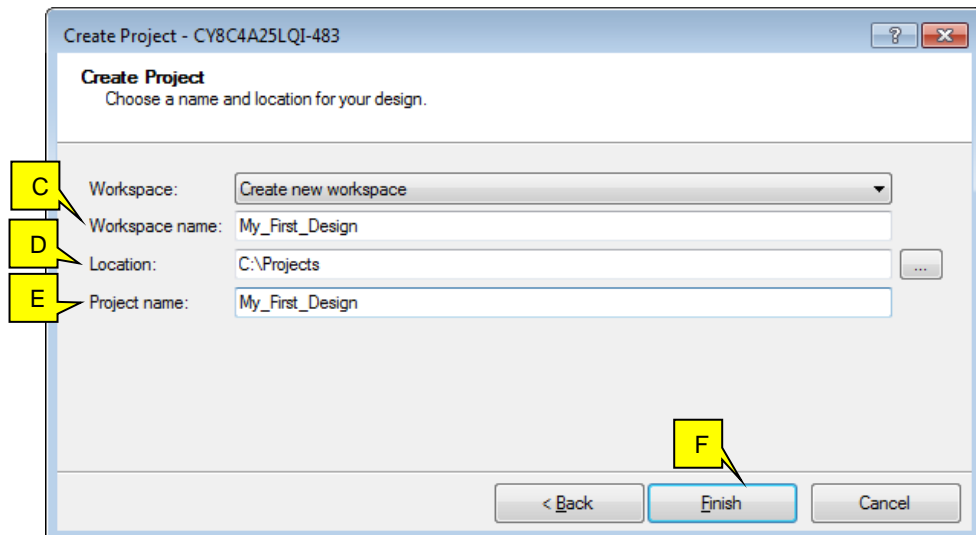 Create Project - CY8C4A25LQI-483
Create Project
Choose a name and location for your design.
C
Workspace: Create new workspace
Workspace name: My_First_Design
D
Location: C:\Projects ...
E
Project name: My_First_Design
F
< Back Finish Cancel